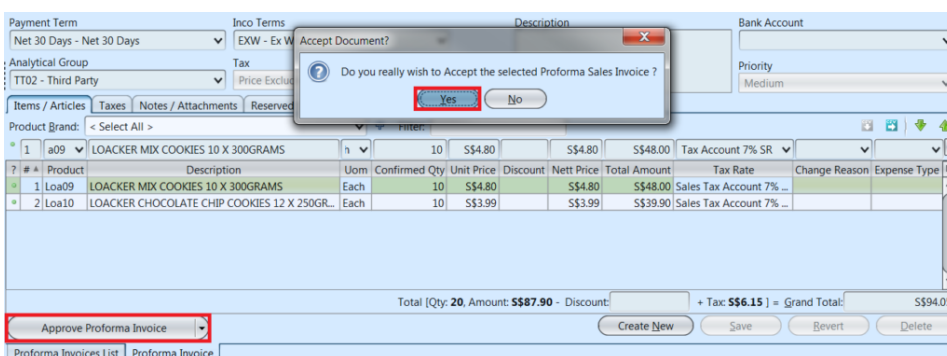 Payment Term Inco Terms Description Bank Account
Net 30 Days - Net 30 Days EXW - Ex W Accept Document?
Analytical Group Tax Do you really wish to Accept the selected Proforma Sales Invoice ? Priority
TT02 - Third Party Price Exclu Yes No Medium
Items / Articles Taxes Notes / Attachments Reserved
Product Brand: < Select All > Filter:
1 a09 LOACKER MIX COOKIES 10 X 300GRAMS h 10 S$4.80 S$4.80 S$48.00 Tax Account 7% SR
? # Product Description Uom Confirmed Qty Unit Price Discount Nett Price Total Amount Tax Rate Change Reason Expense Type
1 Loa09 LOACKER MIX COOKIES 10 X 300GRAMS Each 10 S$4.80 S$4.80 S$48.00 Sales Tax Account 7% ...
2 Loa10 LOACKER CHOCOLATE CHIP COOKIES 12 X 250GR... Each 10 S$3.99 S$3.99 S$39.90 Sales Tax Account 7% ...
Total [Qty: 20, Amount: S$87.90 - Discount: + Tax: S$6.15 ] = Grand Total: S$94.0
Approve Proforma Invoice Create New Save Revert Delete
Proforma Invoices List Proforma Invoice